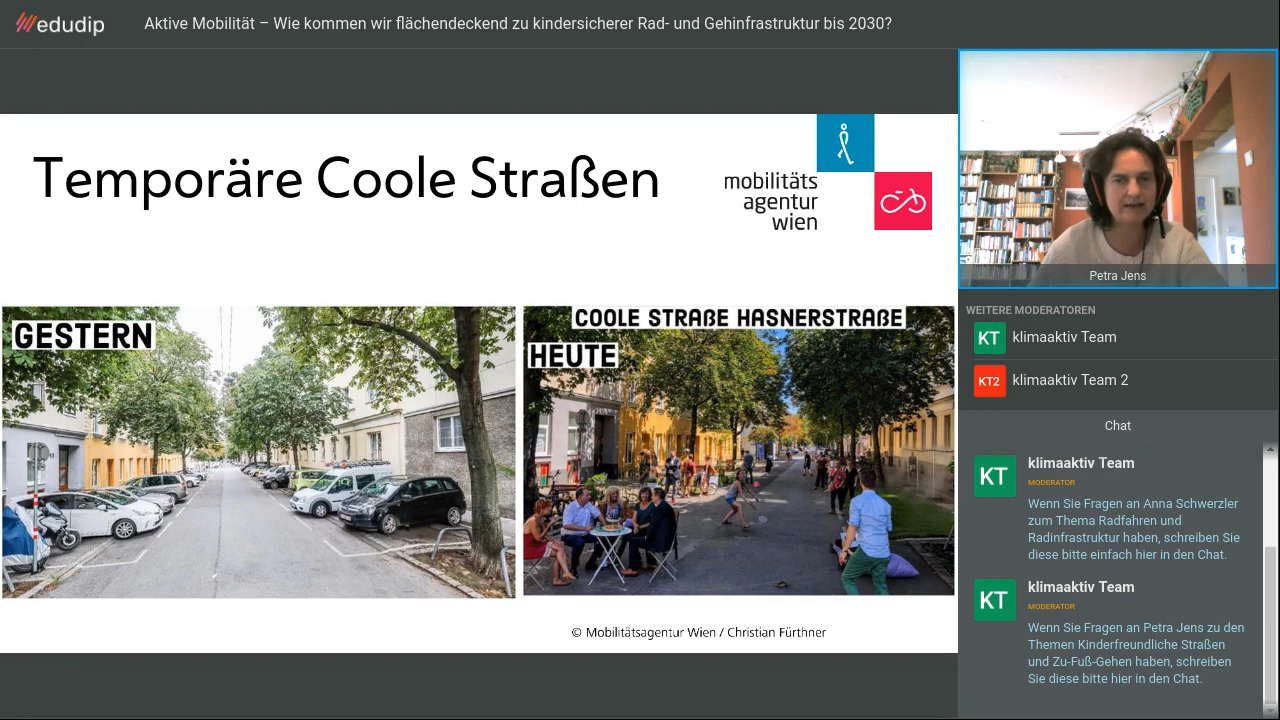 edudip
Aktive Mobilität – Wie kommen wir flächendeckend zu kindersicherer Rad- und Gehinfrastruktur bis 2030?
Temporäre Coole Straßen
mobilitäts
agentur
wien
GESTERN
COOLE STRAßE HASNERSTRAßE
HEUTE
© Mobilitätsagentur Wien / Christian Fürthner
Petra Jens
WEITERE MODERATOREN
KT klimaaktiv Team
KT2 klimaaktiv Team 2
Chat
KT klimaaktiv Team
MODERATOR
Wenn Sie Fragen an Anna Schwerzler
zum Thema Radfahren und
Radinfrastruktur haben, schreiben Sie
diese bitte einfach hier in den Chat.
KT klimaaktiv Team
MODERATOR
Wenn Sie Fragen an Petra Jens zu den
Themen Kinderfreundliche Straßen
und Zu-Fuß-Gehen haben, schreiben
Sie diese bitte hier in den Chat.